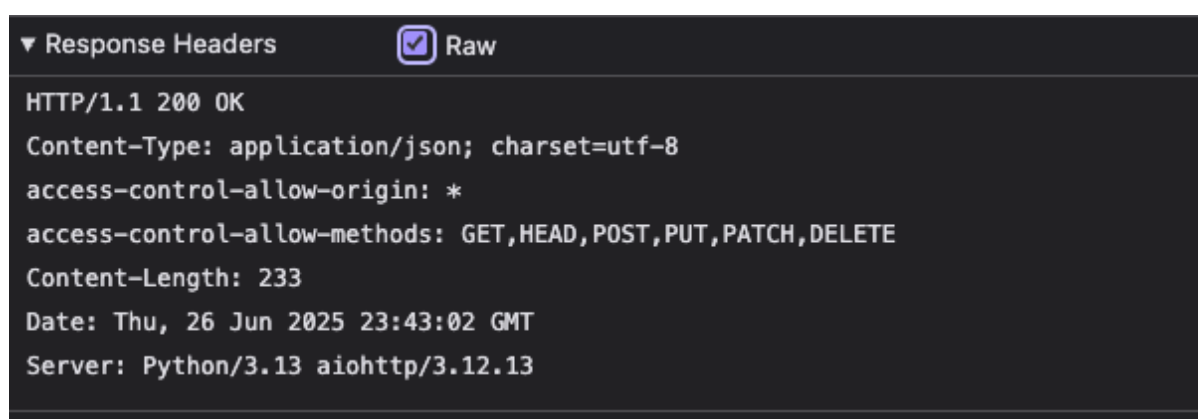 ▼ Response Headers Raw
HTTP/1.1 200 OK
Content-Type: application/json; charset=utf-8
access-control-allow-origin: *
access-control-allow-methods: GET,HEAD,POST,PUT,PATCH,DELETE
Content-Length: 233
Date: Thu, 26 Jun 2025 23:43:02 GMT
Server: Python/3.13 aiohttp/3.12.13